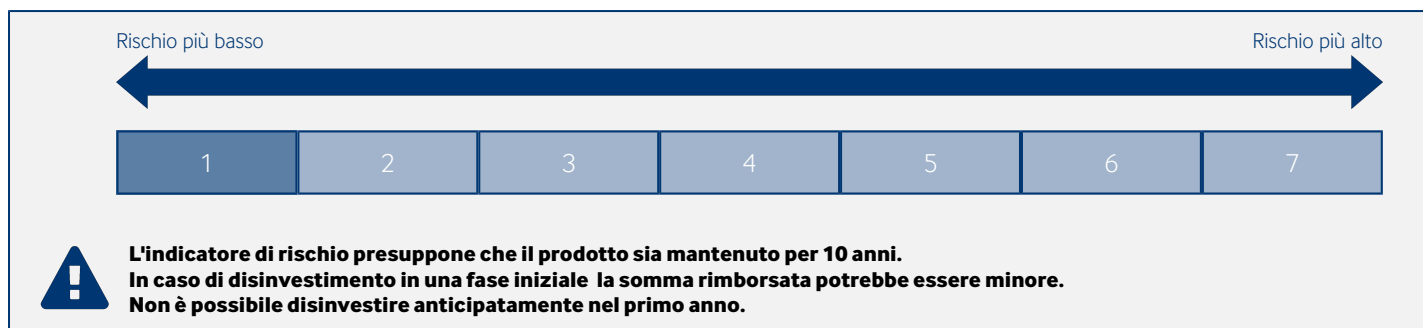 Rischio più basso Rischio più alto
1 2 3 4 5 6 7
L'indicatore di rischio presuppone che il prodotto sia mantenuto per 10 anni.
In caso di disinvestimento in una fase iniziale  la somma rimborsata potrebbe essere minore.
Non è possibile disinvestire anticipatamente nel primo anno.